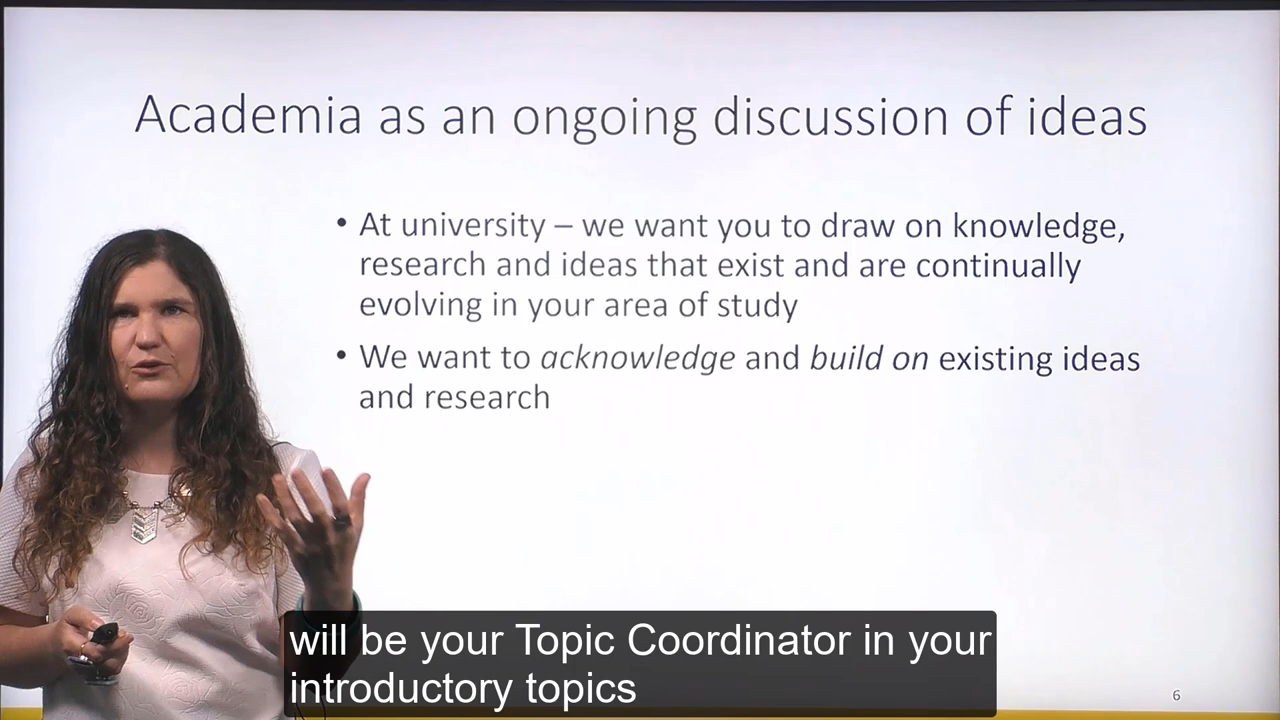 Academia as an ongoing discussion of ideas
• At university – we want you to draw on knowledge,
research and ideas that exist and are continually
evolving in your area of study
• We want to acknowledge and build on existing ideas
and research
will be your Topic Coordinator in your
introductory topics
6